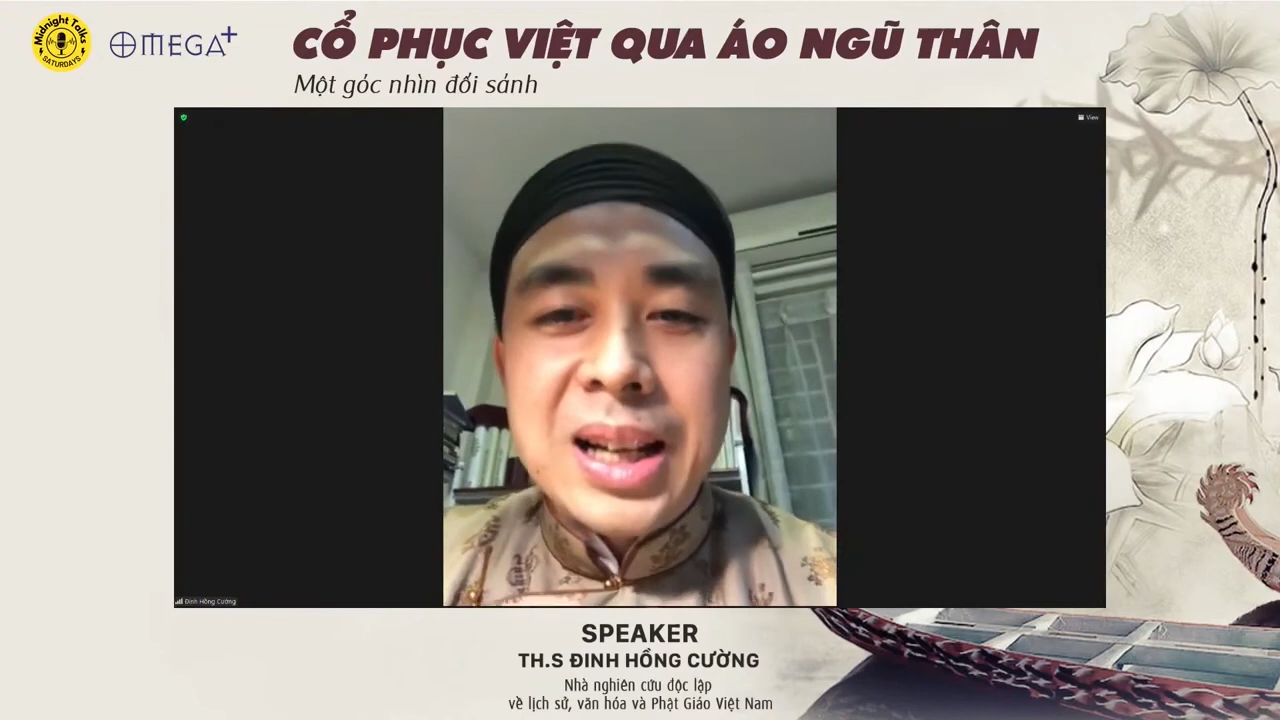 Midnight Talks
SATURDAYS
OMEGA+
CỔ PHỤC VIỆT QUA ÁO NGŨ THÂN
Một góc nhìn đối sánh
View
Đinh Hồng Cường
SPEAKER
TH.S ĐINH HỒNG CƯỜNG
Nhà nghiên cứu độc lập
về lịch sử, văn hóa và Phật Giáo Việt Nam